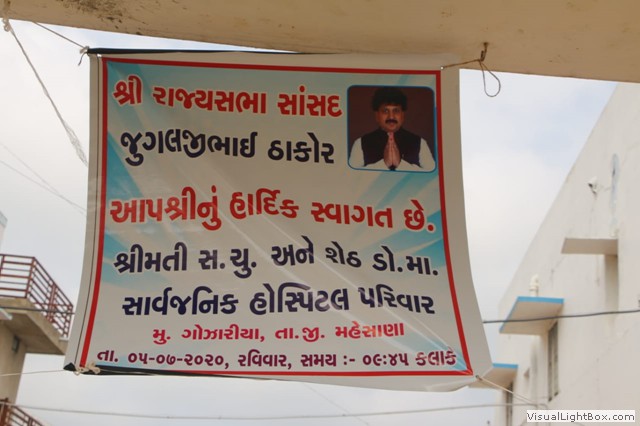 શ્રી રાજ્યસભા સાંસદ
જુગલજીભાઈ ઠાકોર
આપશ્રીનું હાર્દિક સ્વાગત છે.
શ્રીમતી સ.ચુ. અને શેઠ ડો.મા.
સાર્વજનિક હોસ્પિટલ પરિવાર
મુ. ગોઝારીયા, તા.જી. મહેસાણા
તા. ૦૫-૦૭-૨૦૨૦, રવિવાર, સમય :- ૦૯:૪૫ કલાકે
VisualLightBox.com